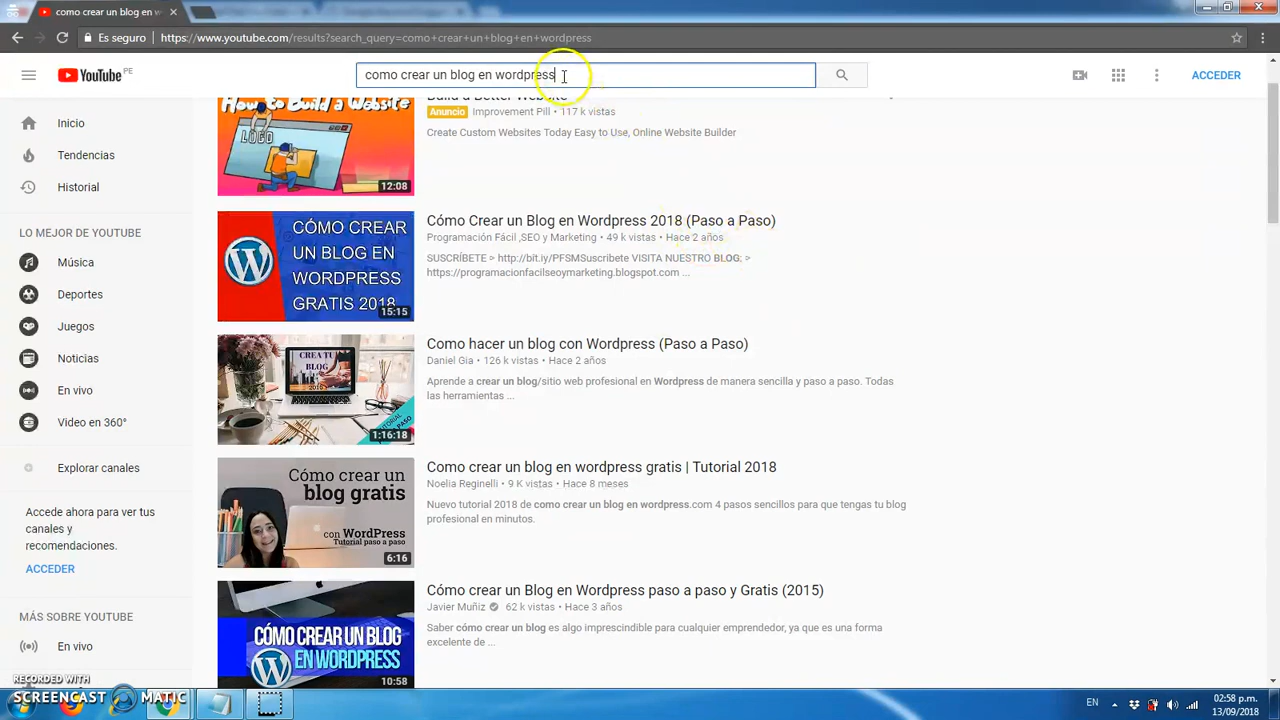 como crear un blog en w
Es seguro https://www.youtube.com/results?search_query=como+crear+un+blog+en+wordpress
YouTube PE
como crear un blog en wordpress
ACCEDER
Inicio
Tendencias
Historial
LO MEJOR DE YOUTUBE
Música
Deportes
Juegos
Noticias
En vivo
Video en 360°
Explorar canales
Accede ahora para ver tus
canales y
recomendaciones.
ACCEDER
MÁS SOBRE YOUTUBE
En vivo
How to Build a Website
LOGO
12:08
Build a Better Website
Anuncio Improvement Pill • 117 k vistas
Create Custom Websites Today Easy to Use, Online Website Builder
CÓMO CREAR
UN BLOG EN
WORDPRESS
GRATIS 2018
15:15
Cómo Crear un Blog en Wordpress 2018 (Paso a Paso)
Programación Fácil ,SEO y Marketing • 49 k vistas • Hace 2 años
SUSCRÍBETE > http://bit.iy/PFSMSuscribete VISITA NUESTRO BLOG: >
https://programacionfacilseoymarketing.blogspot.com ...
CREA TU
BLOG
1:16:18
Como hacer un blog con Wordpress (Paso a Paso)
Daniel Gia • 126 k vistas • Hace 2 años
Aprende a crear un blog/sitio web profesional en Wordpress de manera sencilla y paso a paso. Todas
las herramientas ...
Cómo crear un
blog gratis
con WordPress
Tutorial paso a paso
6:16
Como crear un blog en wordpress gratis | Tutorial 2018
Noelia Reginelli • 9 K vistas • Hace 8 meses
Nuevo tutorial 2018 de como crear un blog en wordpress.com 4 pasos sencillos para que tengas tu blog
profesional en minutos.
CÓMO CREAR UN BLOG
EN WORDPRESS
10:58
Cómo crear un Blog en Wordpress paso a paso y Gratis (2015)
Javier Muñiz 62 k vistas • Hace 3 años
Saber cómo crear un blog es algo imprescindible para cualquier emprendedor, ya que es una forma
excelente de ...
RECORDED WITH
SCREENCAST MATIC
EN
02:58 p.m.
13/09/2018